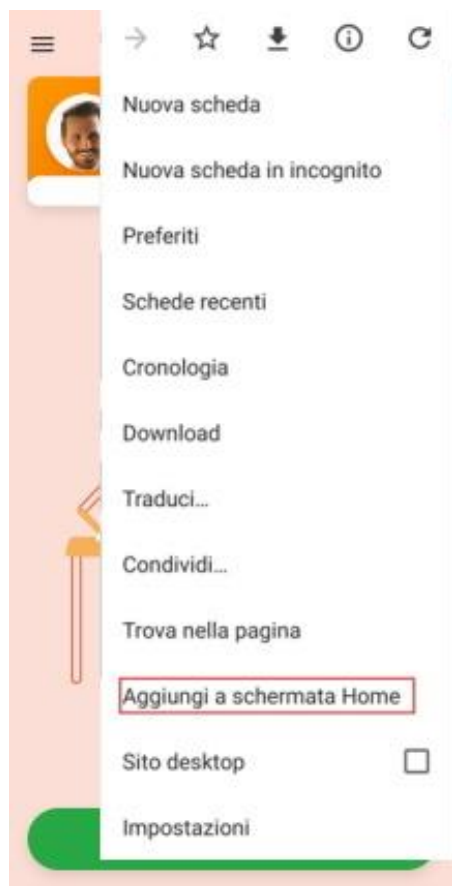 Nuova scheda
Nuova scheda in incognito
Preferiti
Schede recenti
Cronologia
Download
Traduci...
Condividi...
Trova nella pagina
Aggiungi a schermata Home
Sito desktop
Impostazioni